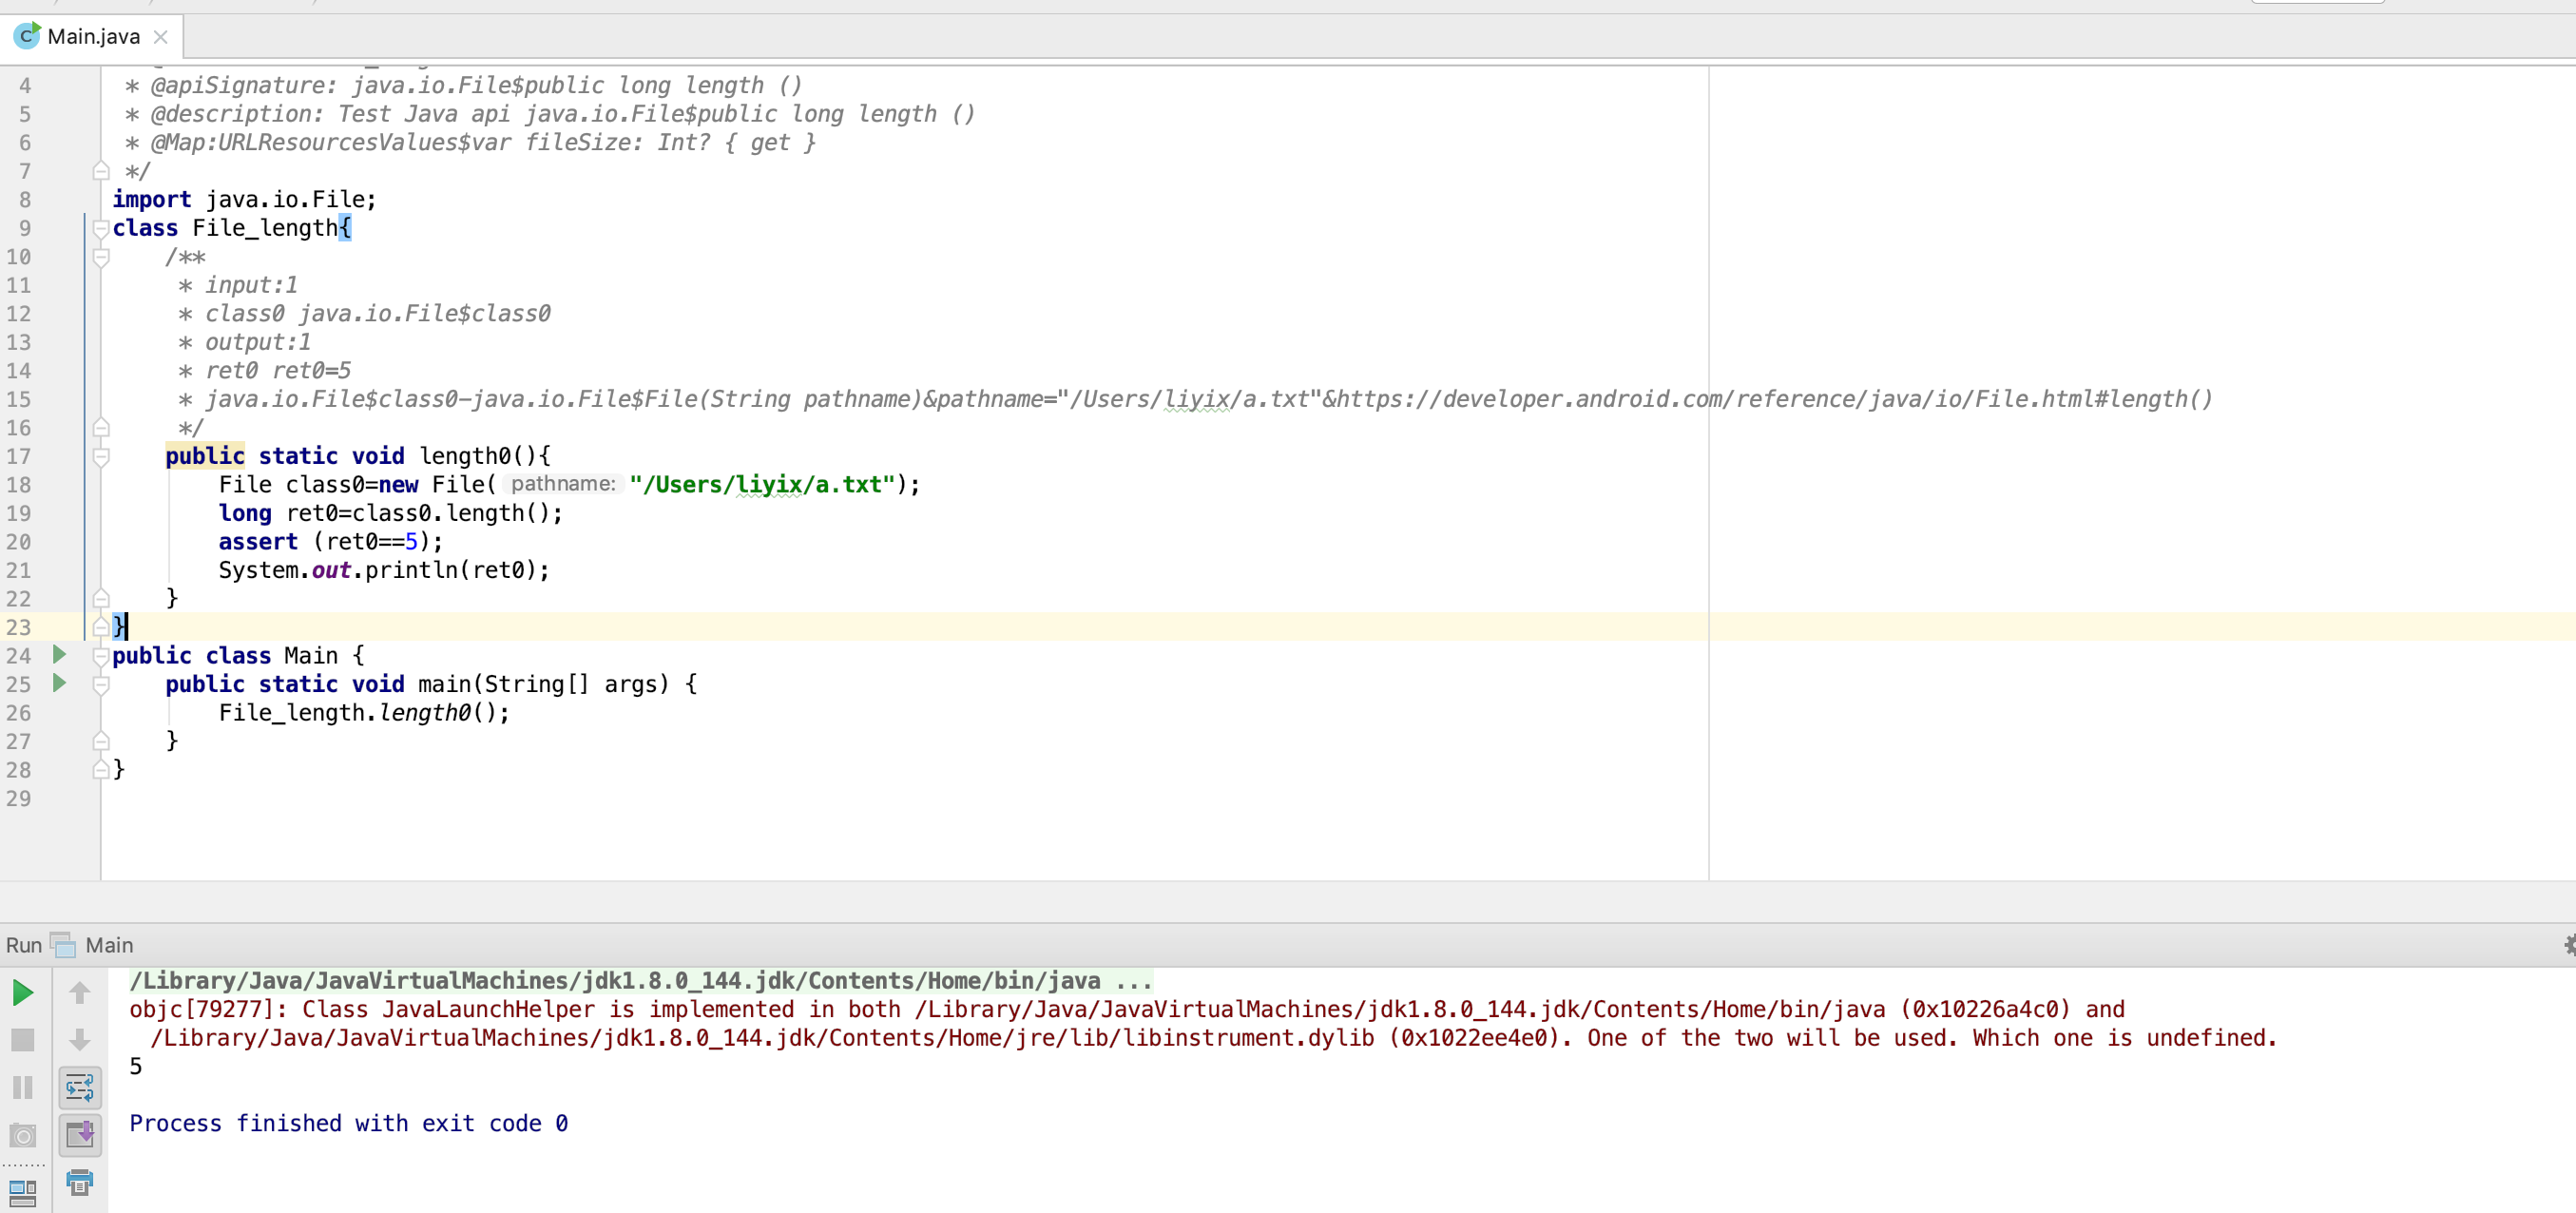 Main.java
4 * @apiSignature: java.io.File$public long length ()
5 * @description: Test Java api java.io.File$public long length ()
6 * @Map:URLResourcesValues$var fileSize: Int? { get }
7 */
8 import java.io.File;
9 class File_length{
10 /**
11 * input:1
12 * class0 java.io.File$class0
13 * output:1
14 * ret0 ret0=5
15 * java.io.File$class0-java.io.File$File(String pathname)&pathname="/Users/liyix/a.txt"&https://developer.android.com/reference/java/io/File.html#length()
16 */
17 public static void length0(){
18 File class0=new File( pathname: "/Users/liyix/a.txt");
19 long ret0=class0.length();
20 assert (ret0==5);
21 System.out.println(ret0);
22 }
23 }
24 public class Main {
25 public static void main(String[] args) {
26 File_length.length0();
27 }
28 }
29
Run Main
/Library/Java/JavaVirtualMachines/jdk1.8.0_144.jdk/Contents/Home/bin/java ...
objc[79277]: Class JavaLaunchHelper is implemented in both /Library/Java/JavaVirtualMachines/jdk1.8.0_144.jdk/Contents/Home/bin/java (0x10226a4c0) and
/Library/Java/JavaVirtualMachines/jdk1.8.0_144.jdk/Contents/Home/jre/lib/libinstrument.dylib (0x1022ee4e0). One of the two will be used. Which one is undefined.
5
Process finished with exit code 0